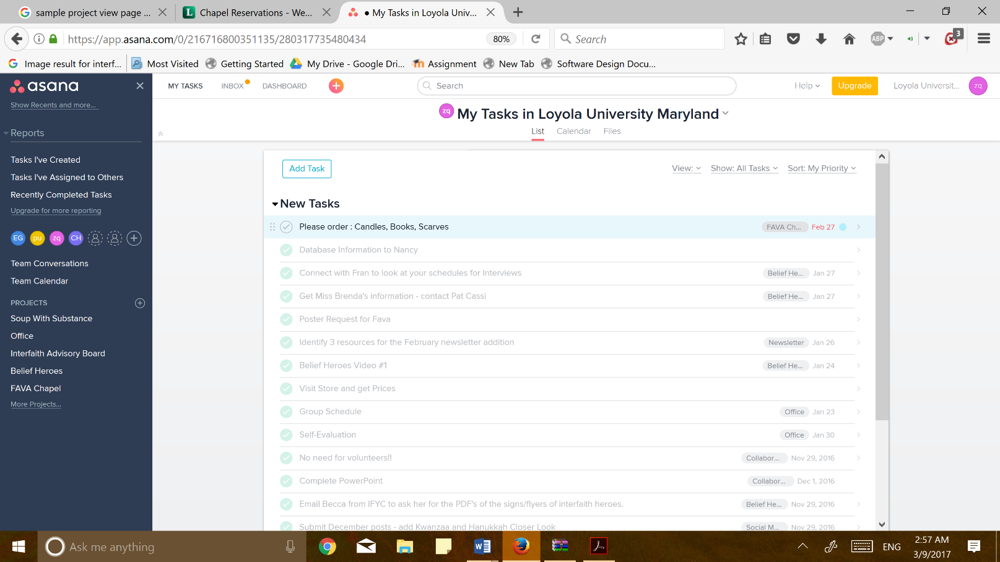 sample project view page ...
Chapel Reservations - We...
● My Tasks in Loyola Univ...
https://app.asana.com/0/216716800351135/280317735480434
80%
Search
ABP
3
Image result for interf...
Most Visited
Getting Started
My Drive - Google Dri...
Assignment
New Tab
Software Design Docu...
asana
MY TASKS
INBOX
DASHBOARD
Search
Help
Upgrade
Loyola Universit...
zq
Show Recents and more...
zq
My Tasks in Loyola University Maryland
List
Calendar
Files
Reports
Tasks I've Created
Tasks I've Assigned to Others
Recently Completed Tasks
Upgrade for more reporting
EG
pu
zq
CH
Team Conversations
Team Calendar
PROJECTS
Soup With Substance
Office
Interfaith Advisory Board
Belief Heroes
FAVA Chapel
More Projects...
Add Task
View:
Show: All Tasks
Sort: My Priority
New Tasks
Please order : Candles, Books, Scarves FAVA Ch... Feb 27
Database Information to Nancy
Connect with Fran to look at your schedules for Interviews Belief He... Jan 27
Get Miss Brenda's information - contact Pat Cassi Belief He... Jan 27
Poster Request for Fava
Identify 3 resources for the February newsletter addition Newsletter Jan 26
Belief Heroes Video #1 Belief He... Jan 24
Visit Store and get Prices
Group Schedule Office Jan 23
Self-Evaluation Office Jan 30
No need for volunteers!! Collabor... Nov 29, 2016
Complete PowerPoint Collabor... Dec 1, 2016
Email Becca from IFYC to ask her for the PDF's of the signs/flyers of interfaith heroes. Belief He... Nov 29, 2016
Submit December posts - add Kwanzaa and Hanukkah Closer Look Social M... Nov 29, 2016
Ask me anything
ENG
2:57 AM
3/9/2017